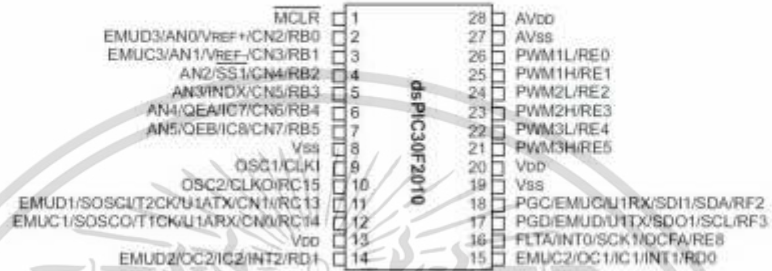 MCLR 1 28 AVDD
EMUD3/AN0/VREF+/CN2/RB0 2 27 AVSS
EMUC3/AN1/VREF-/CN3/RB1 3 26 PWM1L/RE0
AN2/SS1/CN4/RB2 4 25 PWM1H/RE1
AN3/INDX/CN5/RB3 5 24 PWM2L/RE2
AN4/QEA/IC7/CN6/RB4 6 23 PWM2H/RE3
AN5/QEB/IC8/CN7/RB5 7 22 PWM3L/RE4
VSS 8 21 PWM3H/RE5
OSC1/CLKI 9 20 VDD
OSC2/CLKO/RC15 10 19 VSS
EMUD1/SOSCI/T2CK/U1ATX/CN1/RC13 11 18 PGC/EMUC/U1RX/SDI1/SDA/RF2
EMUC1/SOSCO/T1CK/U1ARX/CN0/RC14 12 17 PGD/EMUD/U1TX/SDO1/SCL/RF3
VDD 13 16 FLTA/INT0/SCK1/OCFA/RE8
EMUD2/OC2/IC2/INT2/RD1 14 15 EMUC2/OC1/IC1/INT1/RD0
dsPIC30F2010